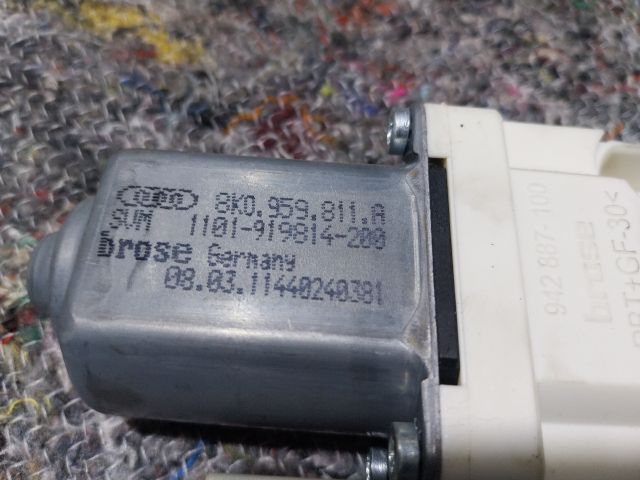 8K0.959.811.A
SVM 1101-919814-200
brose Germany
08.03.11440240381
942 887-100
brose
PBT+GF-30<